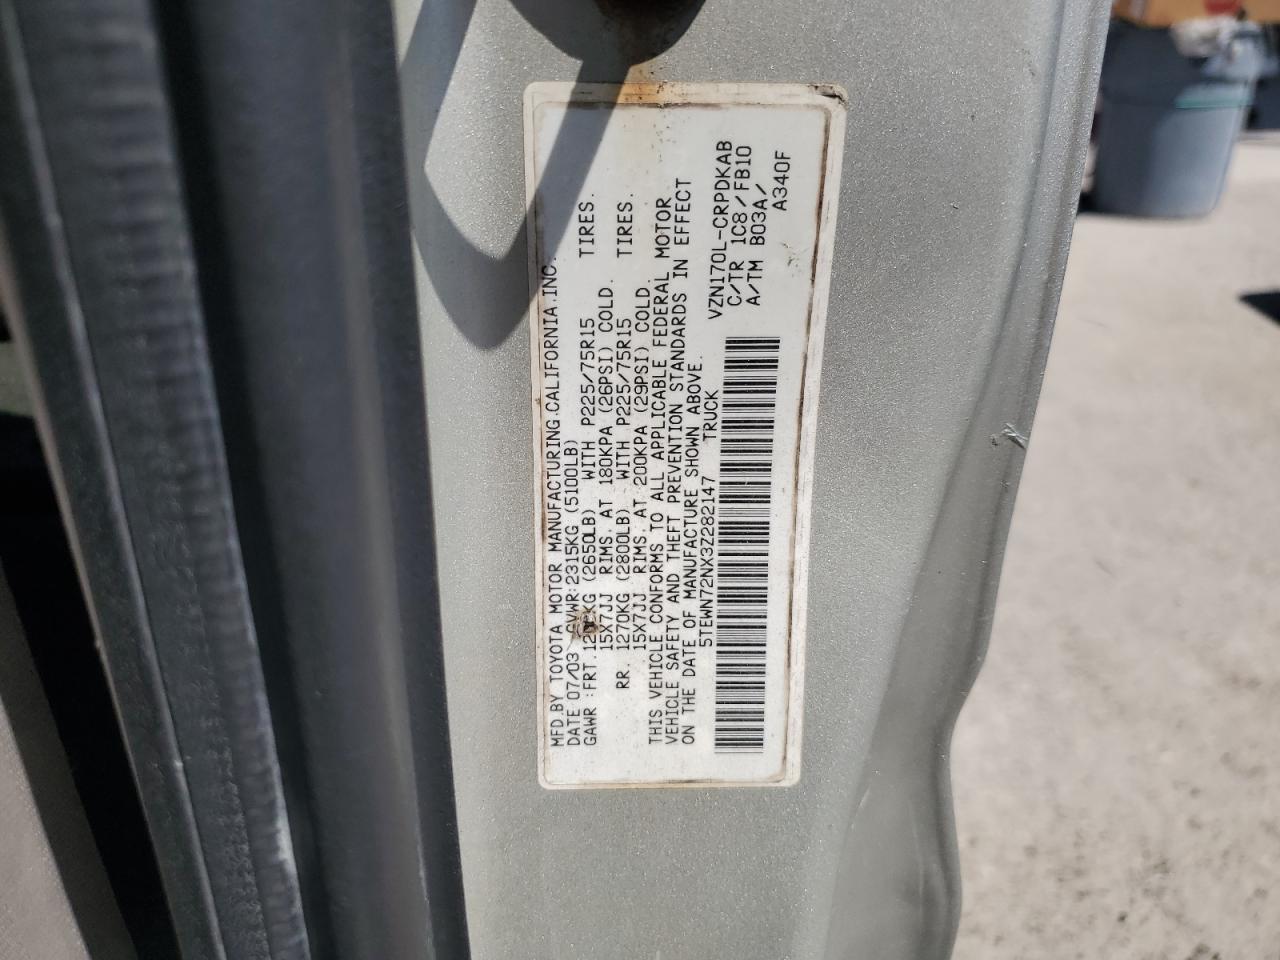 MFD.BY TOYOTA MOTOR MANUFACTURING.CALIFORNIA.INC.
DATE 07/03 GVWR:2315KG (5100LB)
GAWR :FRT. (2650LB) WITH P225/75R15 TIRES.
15X7JJ RIMS. AT 180KPA (26PSI) COLD.
RR. 1270KG (2800LB) WITH P225/75R15 TIRES.
15X7JJ RIMS. AT 200KPA (29PSI) COLD.
THIS VEHICLE CONFORMS TO ALL APPLICABLE FEDERAL MOTOR
VEHICLE SAFETY AND THEFT PREVENTION STANDARDS IN EFFECT
ON THE DATE OF MANUFACTURE SHOWN ABOVE.
5TEWN72NX3Z282147 TRUCK
VZN170L-CRPDKAB
C/TR 1C8/FB10
A/TM B03A/
A340F